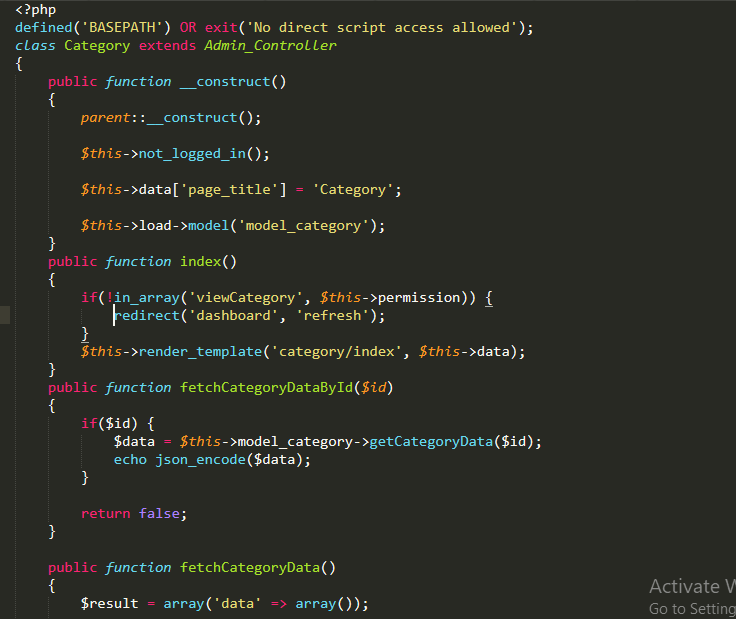 <?php
defined('BASEPATH') OR exit('No direct script access allowed');
class Category extends Admin_Controller
{
    public function __construct()
    {
        parent::__construct();
        $this->not_logged_in();
        $this->data['page_title'] = 'Category';
        $this->load->model('model_category');
    }
    public function index()
    {
        if(!in_array('viewCategory', $this->permission)) {
            redirect('dashboard', 'refresh');
        }
        $this->render_template('category/index', $this->data);
    }
    public function fetchCategoryDataById($id)
    {
        if($id) {
            $data = $this->model_category->getCategoryData($id);
            echo json_encode($data);
        }
        return false;
    }
    public function fetchCategoryData()
    {
        $result = array('data' => array());
Activate
Go to Setting